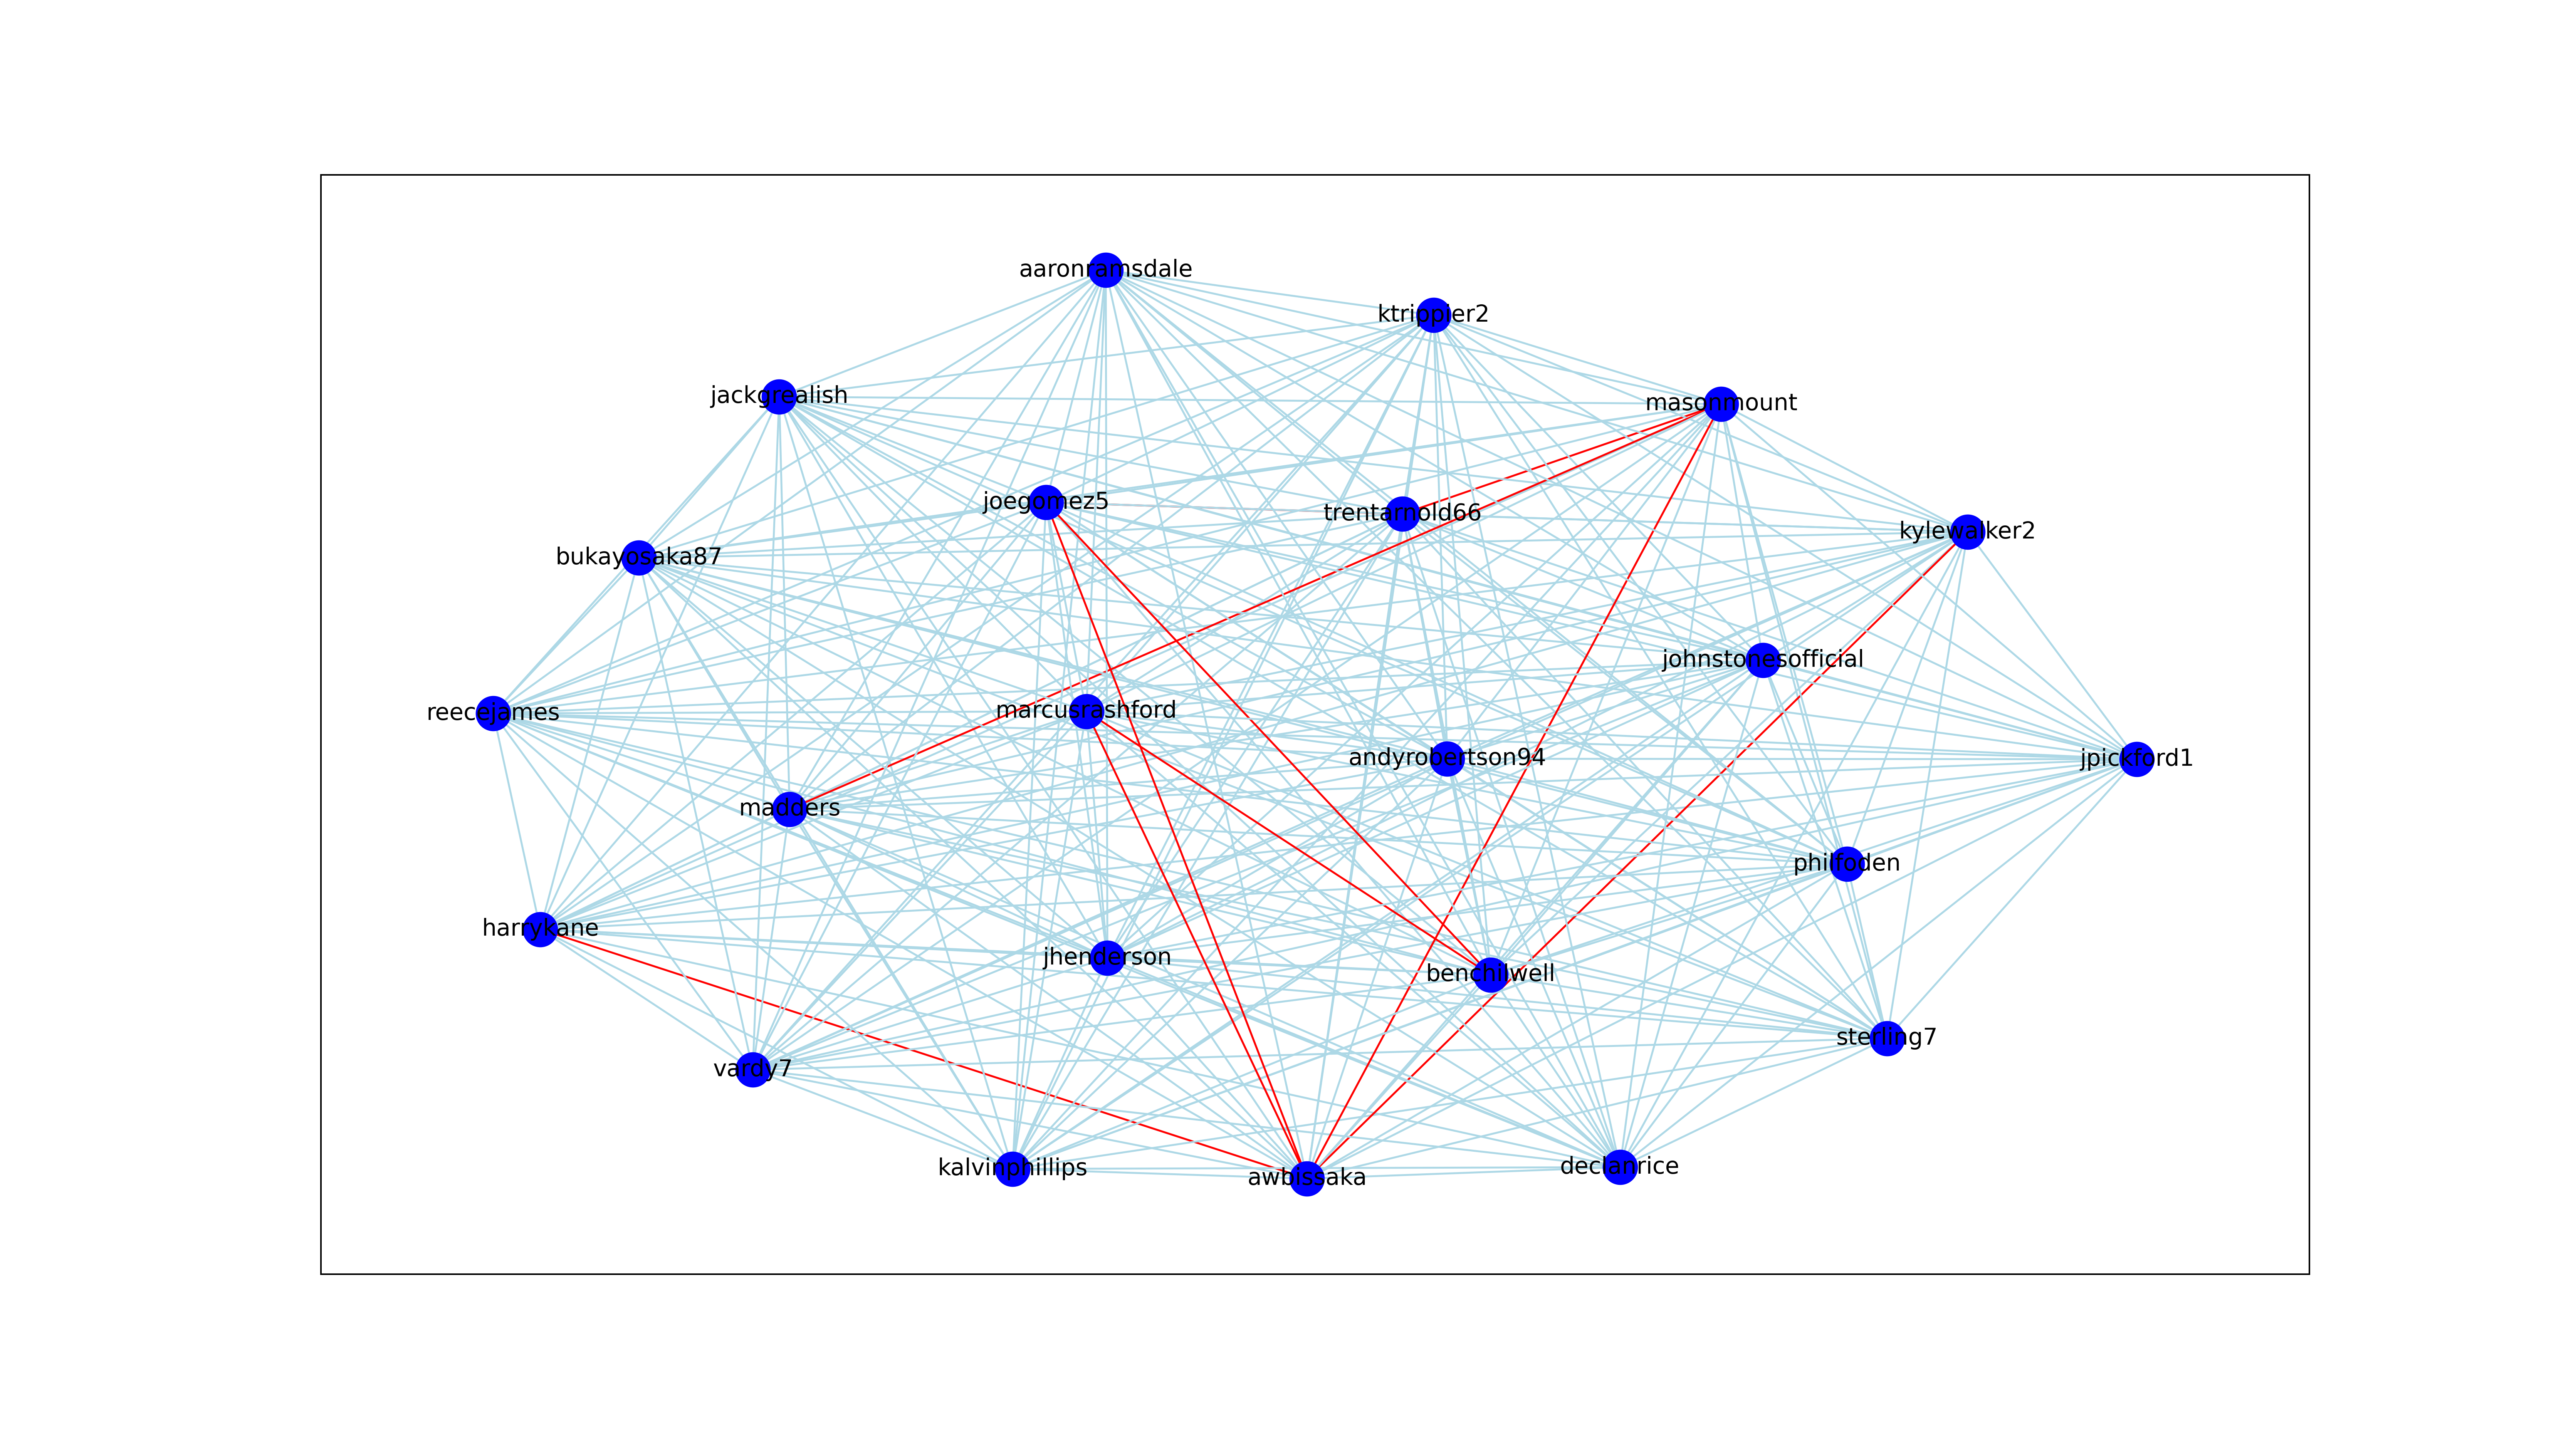 aaronramsdale
ktrippier2
jackgrealish
masonmount
joegomez5
trentarnold66
kylewalker2
bukayosaka87
johnstonesofficial
reecejames
marcusrashford
andyrobertson94
jpickford1
madders
philfoden
harrykane
jhenderson
benchilwell
sterling7
vardy7
kalvinphillips
awbissaka
declanrice